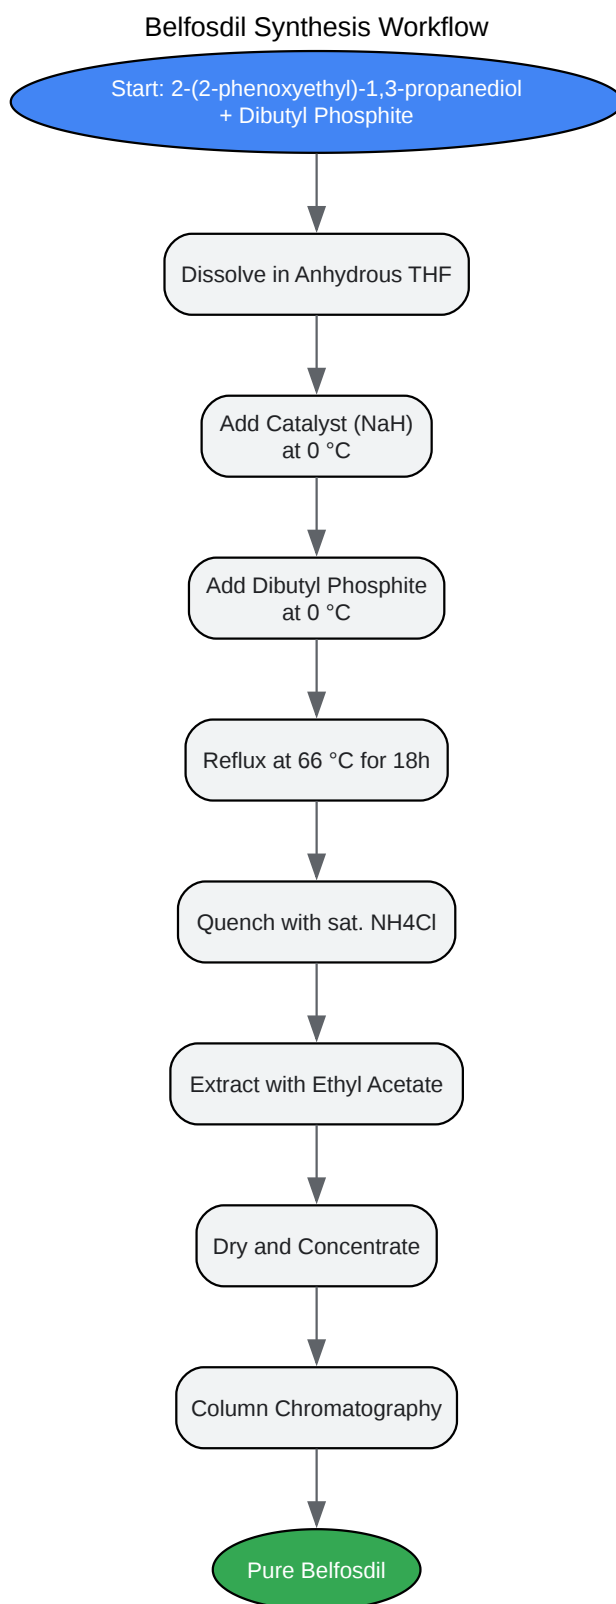 Belfosdil Synthesis Workflow
Start: 2-(2-phenoxyethyl)-1,3-propanediol
+ Dibutyl Phosphite
Dissolve in Anhydrous THF
Add Catalyst (NaH)
at 0 °C
Add Dibutyl Phosphite
at 0 °C
Reflux at 66 °C for 18h
Quench with sat. NH4Cl
Extract with Ethyl Acetate
Dry and Concentrate
Column Chromatography
Pure Belfosdil